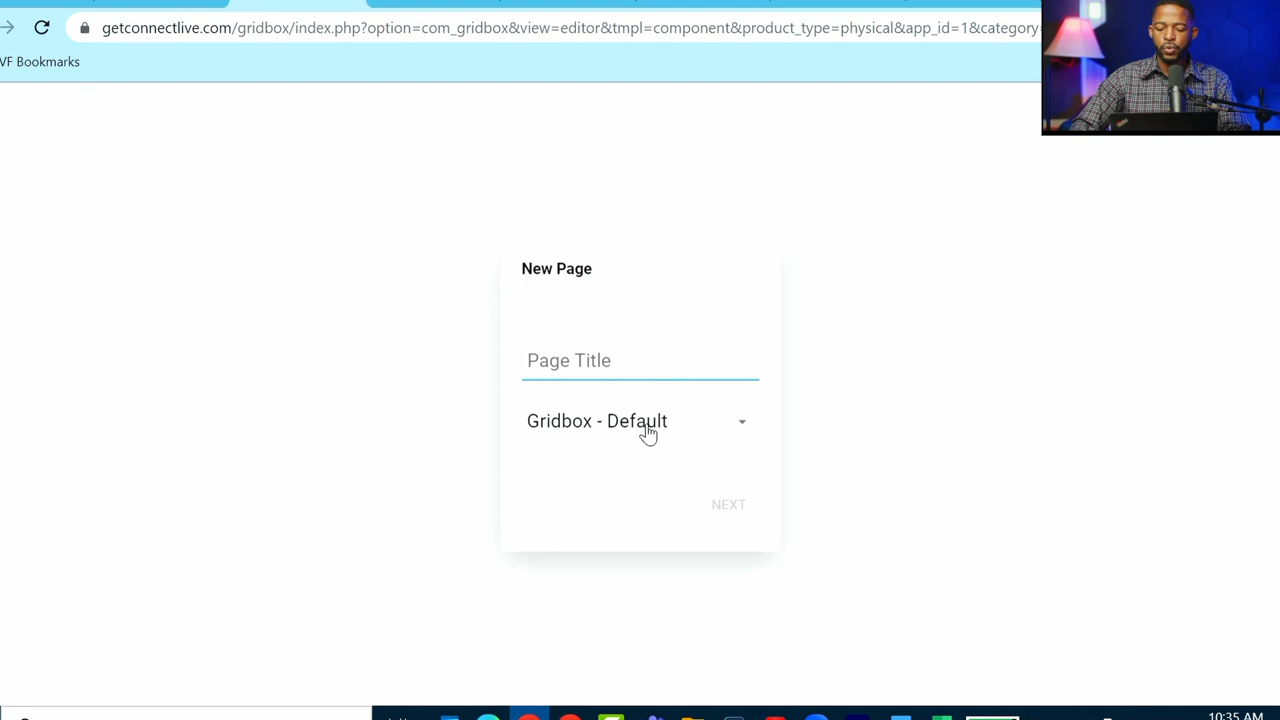 getconnectlive.com/gridbox/index.php?option=com_gridbox&view=editor&tmpl=component&product_type=physical&app_id=1&category
VF Bookmarks
New Page
Page Title
Gridbox - Default
NEXT
10:35 AM